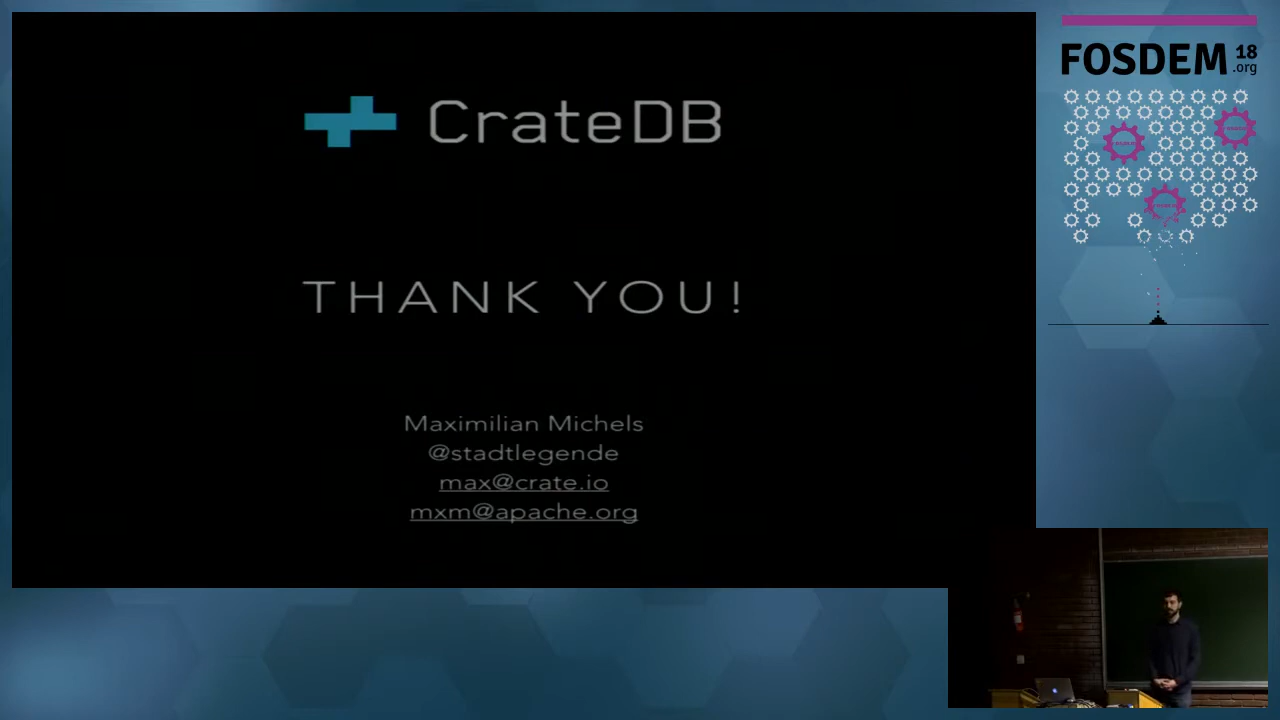 CrateDB
THANK YOU!
Maximilian Michels
@stadtlegende
max@crate.io
mxm@apache.org
FOSDEM 18
.org